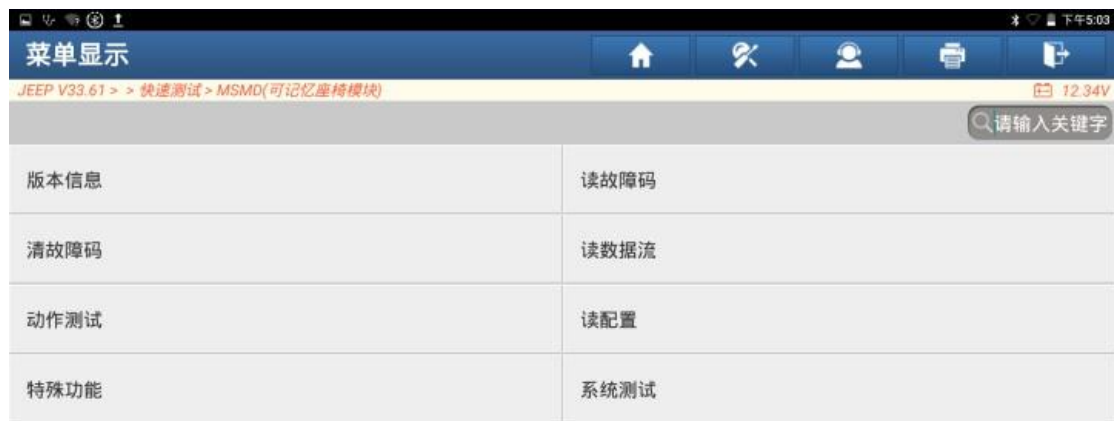 下午5:03
菜单显示
JEEP V33.61 > > 快速测试 > MSMD(可记忆座椅模块)
12.34V
请输入关键字
版本信息
读故障码
清故障码
读数据流
动作测试
读配置
特殊功能
系统测试